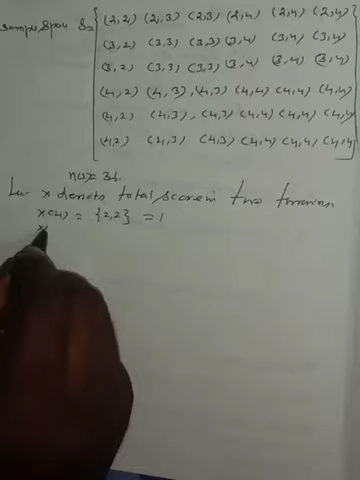 Sample Space S = { (2,2) (2,3) (2,3) (2,4) (2,4) (2,4)
(3,2) (3,3) (3,3) (3,4) (3,4) (3,4)
(3,2) (3,3) (3,3) (3,4) (3,4) (3,4)
(4,2) (4,3), (4,3) (4,4) (4,4) (4,4)
(4,2) (4,3), (4,3) (4,4) (4,4) (4,4)
(4,2) (4,3) (4,3) (4,4) (4,4) (4,4) }
n(s) = 36.
Let x denots total score in two
x(4) = {2,2} = 1
x